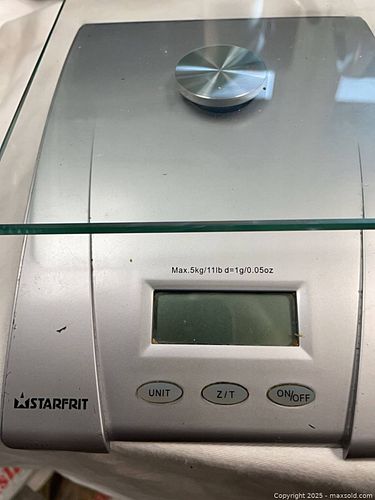 Max.5kg/11lb d=1g/0.05oz
UNIT
Z/T
ON/OFF
STARFRIT
Copyright © 2025 - maxsold.com